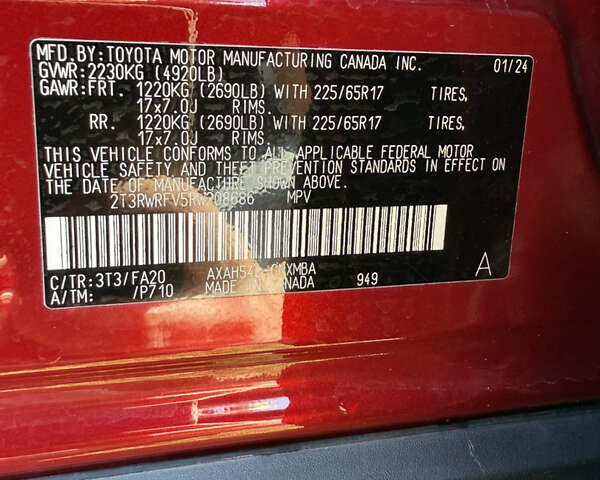 MFD.BY:TOYOTA MOTOR MANUFACTURING CANADA INC. 01/24
GVWR:2230KG (4920LB)
GAWR:FRT. 1220KG (2690LB) WITH 225/65R17 TIRES,
17x7.0J RIMS.
RR. 1220KG (2690LB) WITH 225/65R17 TIRES,
17x7.0J RIMS.
THIS VEHICLE CONFORMS TO ALL APPLICABLE FEDERAL MOTOR
VEHICLE SAFETY AND THEFT PREVENTION STANDARDS IN EFFECT ON
THE DATE OF MANUFACTURE SHOWN ABOVE.
MPV
C/TR:3T3/FA20
A/TM: /P710 MADE IN CANADA 949
A